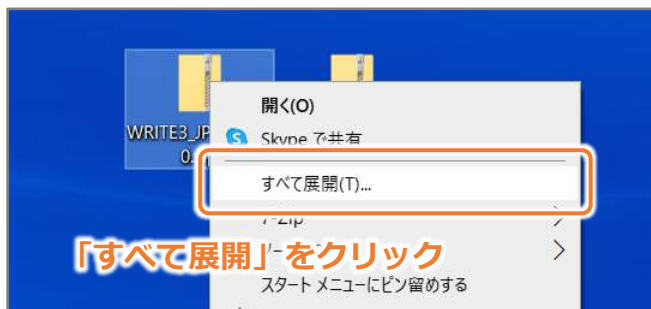 開く(O)
WRITE3_JP
Skype で共有
0.
すべて展開(T)...
7-Zip
「すべて展開」をクリック
スタート メニューにピン留めする